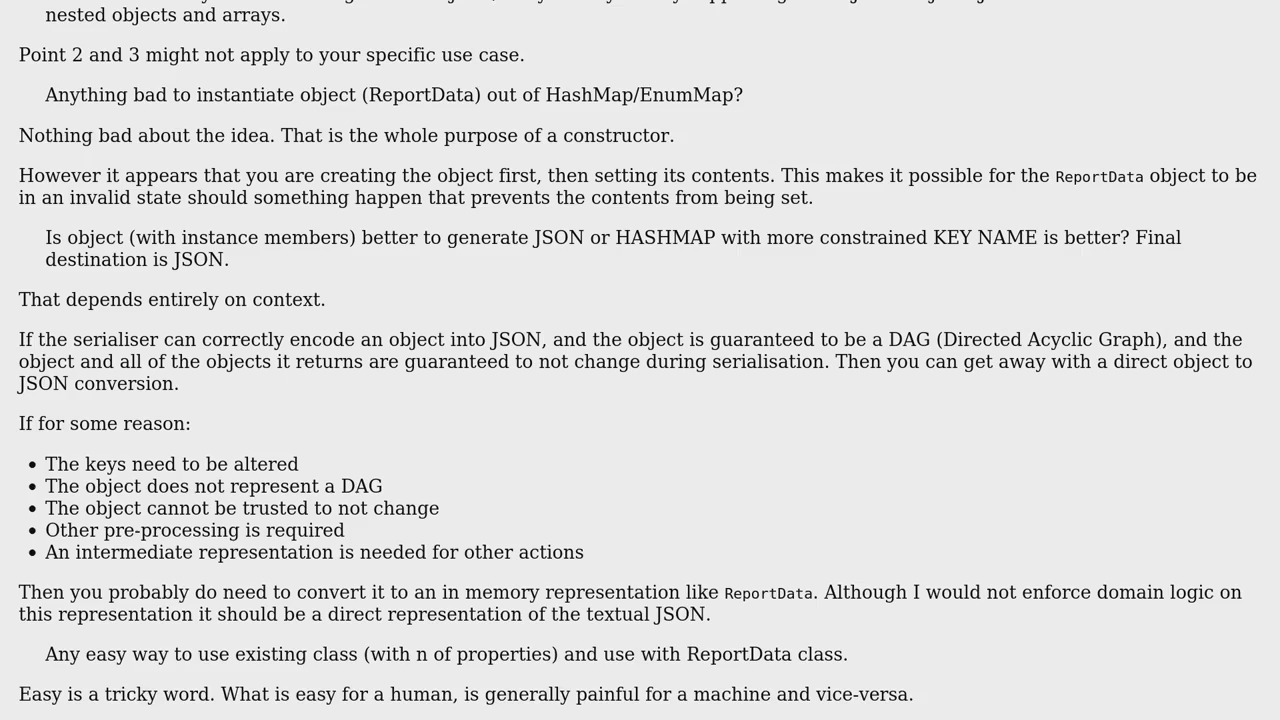 nested objects and arrays.
Point 2 and 3 might not apply to your specific use case.
Anything bad to instantiate object (ReportData) out of HashMap/EnumMap?
Nothing bad about the idea. That is the whole purpose of a constructor.
However it appears that you are creating the object first, then setting its contents. This makes it possible for the ReportData object to be
in an invalid state should something happen that prevents the contents from being set.
Is object (with instance members) better to generate JSON or HASHMAP with more constrained KEY NAME is better? Final
destination is JSON.
That depends entirely on context.
If the serialiser can correctly encode an object into JSON, and the object is guaranteed to be a DAG (Directed Acyclic Graph), and the
object and all of the objects it returns are guaranteed to not change during serialisation. Then you can get away with a direct object to
JSON conversion.
If for some reason:
• The keys need to be altered
• The object does not represent a DAG
• The object cannot be trusted to not change
• Other pre-processing is required
• An intermediate representation is needed for other actions
Then you probably do need to convert it to an in memory representation like ReportData. Although I would not enforce domain logic on
this representation it should be a direct representation of the textual JSON.
Any easy way to use existing class (with n of properties) and use with ReportData class.
Easy is a tricky word. What is easy for a human, is generally painful for a machine and vice-versa.